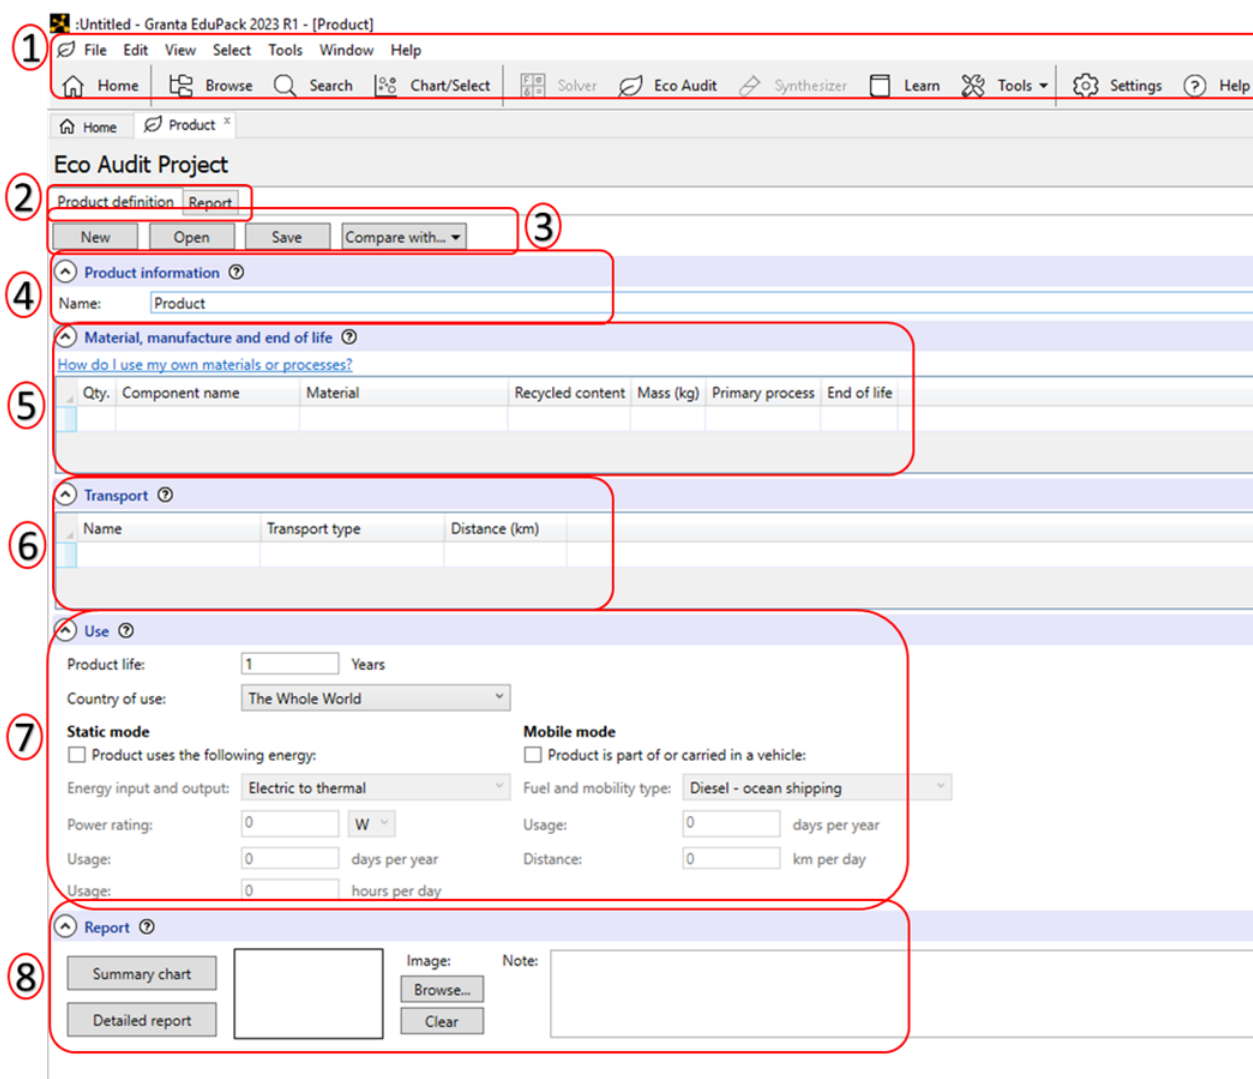 :Untitled - Granta EduPack 2023 R1 - [Product]
1
File Edit View Select Tools Window Help
Home Browse Search Chart/Select Solver Eco Audit Synthesizer Learn Tools Settings Help
Home Product x
Eco Audit Project
2
Product definition Report
3
New Open Save Compare with...
4
Product information ?
Name: Product
Material, manufacture and end of life ?
How do I use my own materials or processes?
5
Qty. Component name Material Recycled content Mass (kg) Primary process End of life
Transport ?
6
Name Transport type Distance (km)
Use ?
Product life: 1 Years
Country of use: The Whole World
7
Static mode Mobile mode
Product uses the following energy: Product is part of or carried in a vehicle:
Energy input and output: Electric to thermal Fuel and mobility type: Diesel - ocean shipping
Power rating: 0 W Usage: 0 days per year
Usage: 0 days per year Distance: 0 km per day
Usage: 0 hours per day
Report ?
8
Summary chart Image: Note:
Browse...
Detailed report Clear